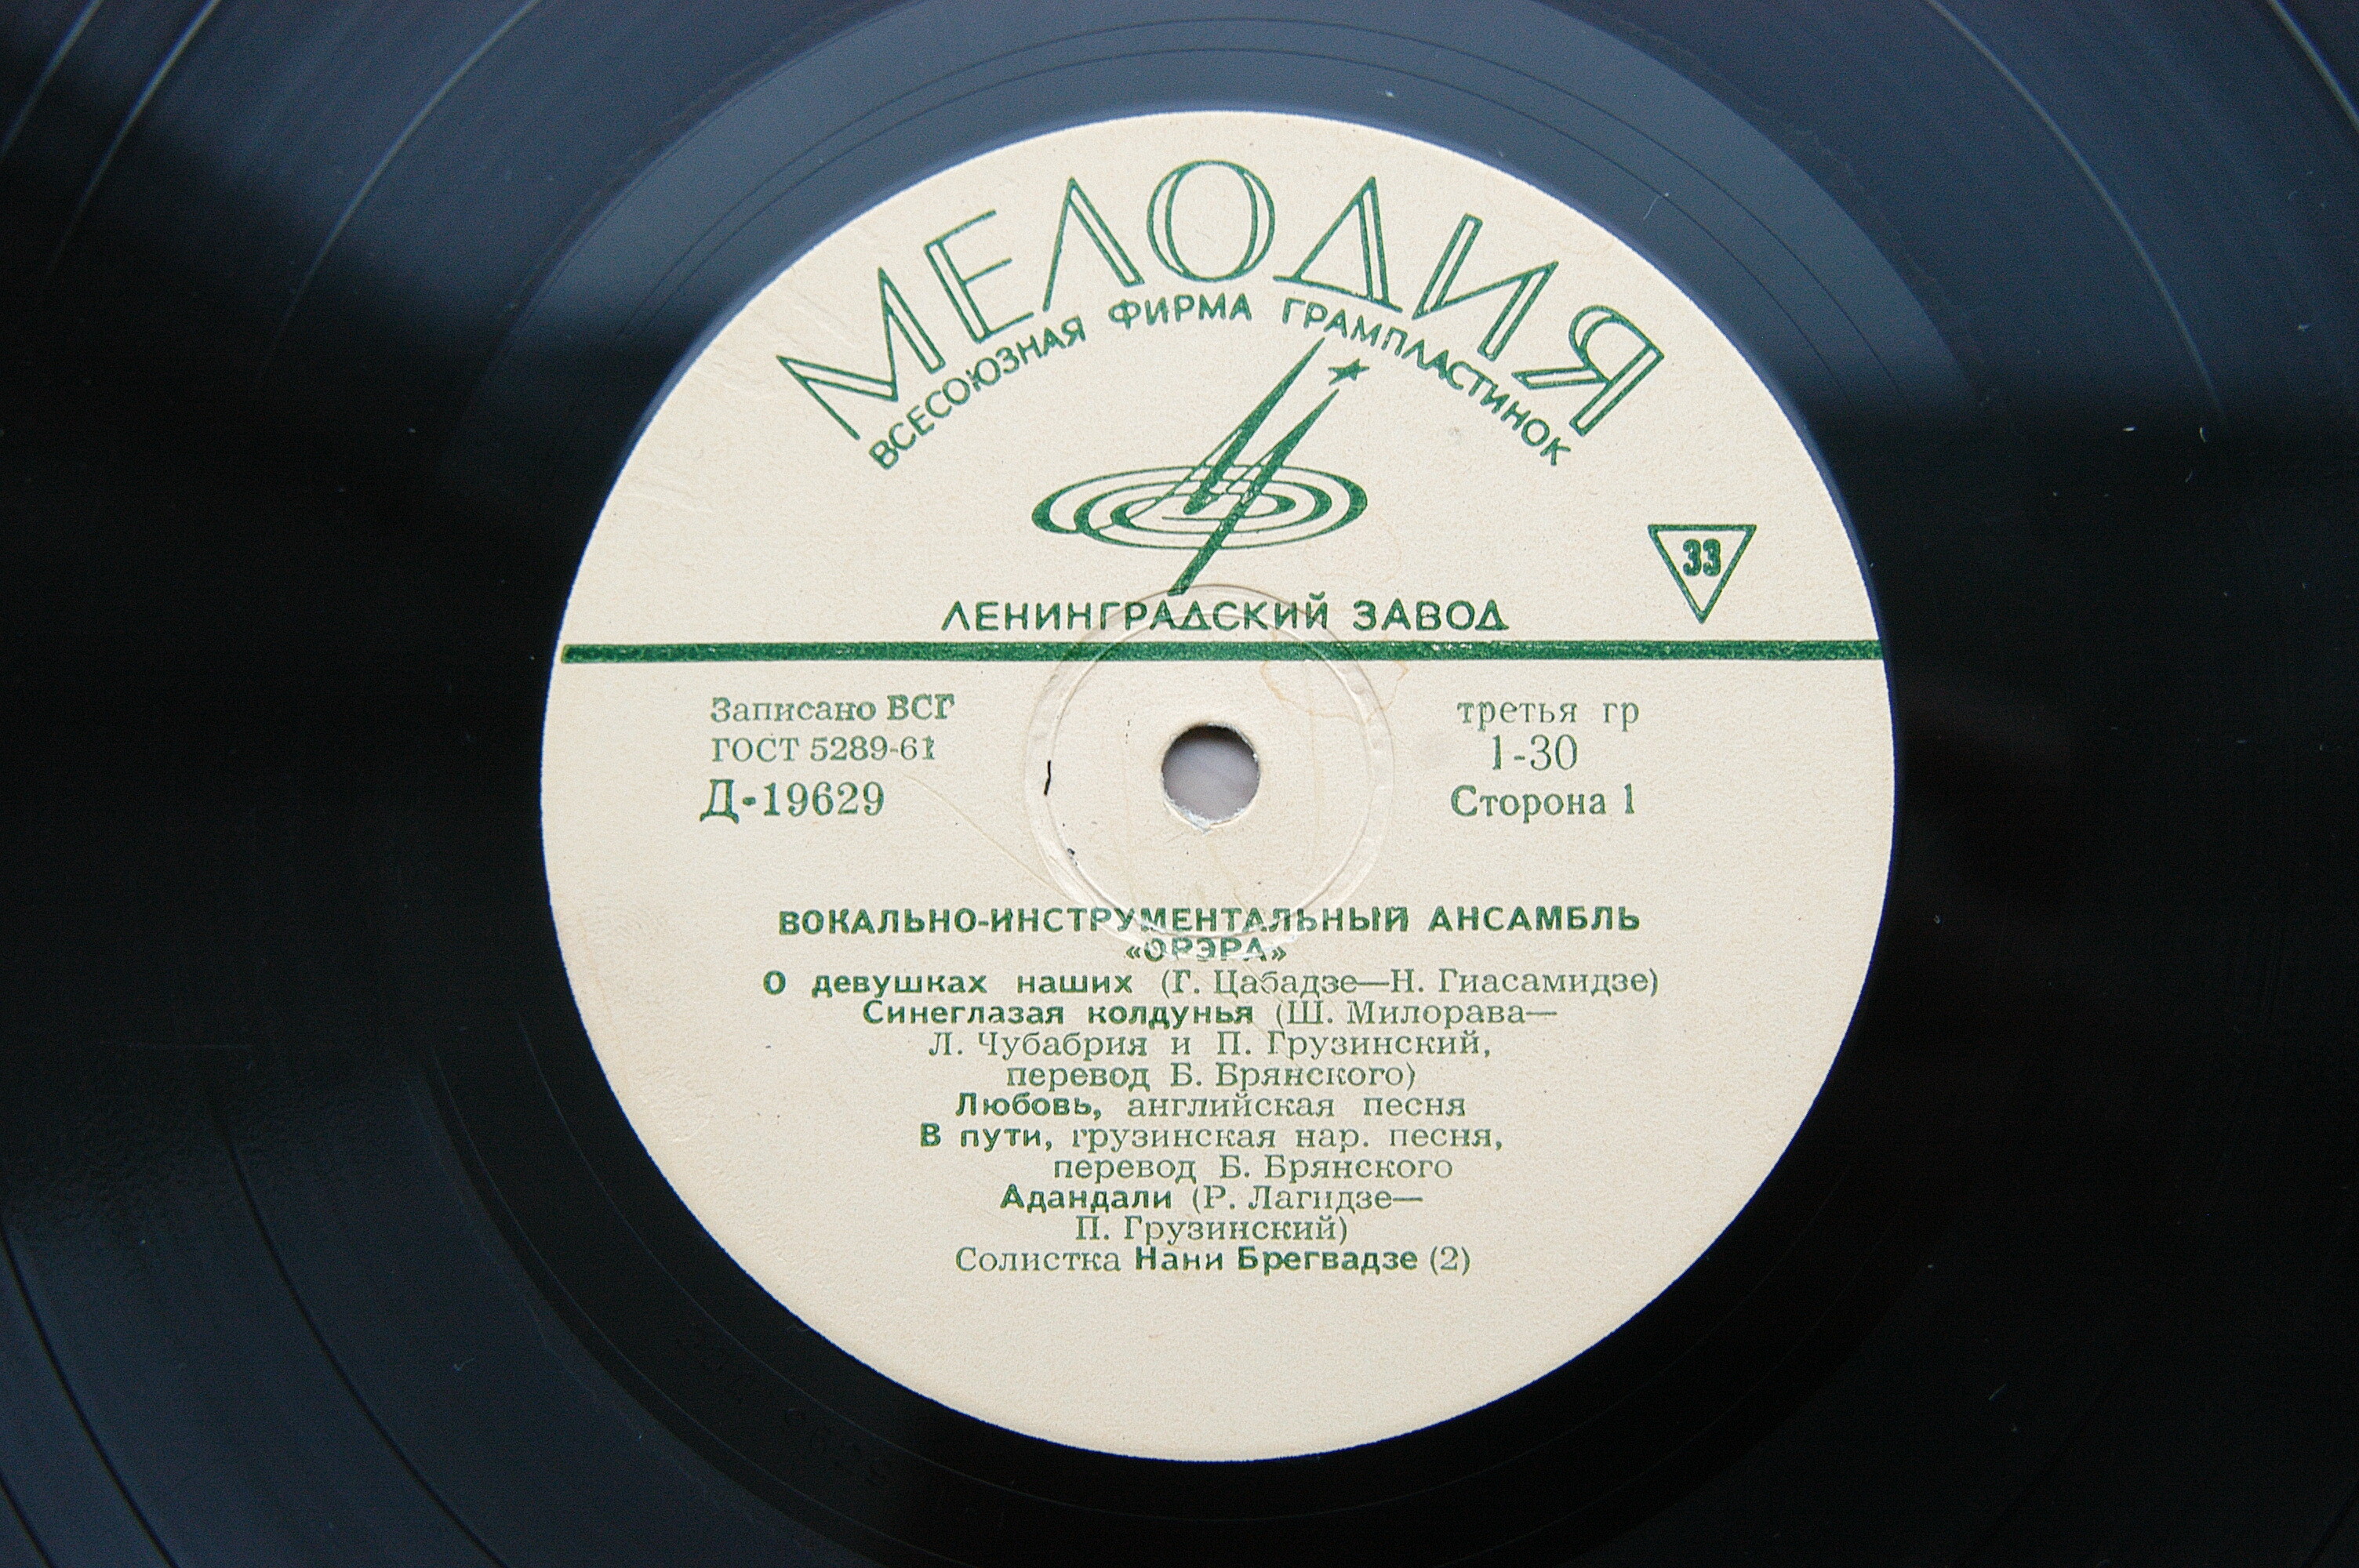 МЕЛОДИЯ
ВСЕСОЮЗНАЯ ФИРМА ГРАМПЛАСТИНОК
33
ЛЕНИНГРАДСКИЙ ЗАВОД
Записано ВСГ
ГОСТ 5289-61
Д-19629
третья гр
1-30
Сторона 1
ВОКАЛЬНО-ИНСТРУМЕНТАЛЬНЫЙ АНСАМБЛЬ
«ОРЭРА»
О девушках наших (Г. Цабадзе—Н. Гиасамидзе)
Синеглазая колдунья (Ш. Милорава—
Л. Чубабрия и П. Грузинский,
перевод Б. Брянского)
Любовь, английская песня
В пути, грузинская нар. песня,
перевод Б. Брянского
Адандали (Р. Лагидзе—
П. Грузинский)
Солистка Нани Брегвадзе (2)